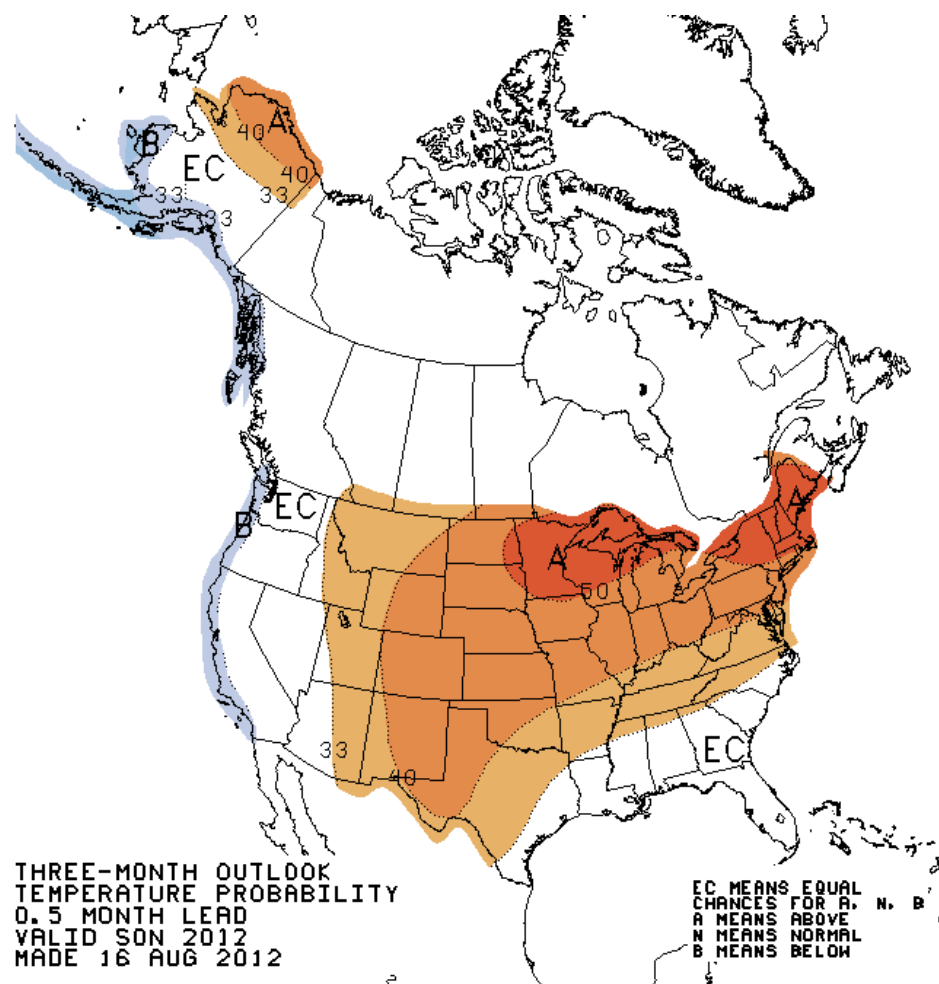 A
40
B
EC
40
33
33
33
A
EC
B
A
50
EC
33
40
THREE-MONTH OUTLOOK
TEMPERATURE PROBABILITY
0.5 MONTH LEAD
VALID SON 2012
MADE 16 AUG 2012
EC MEANS EQUAL
CHANCES FOR A, N, B
A MEANS ABOVE
N MEANS NORMAL
B MEANS BELOW